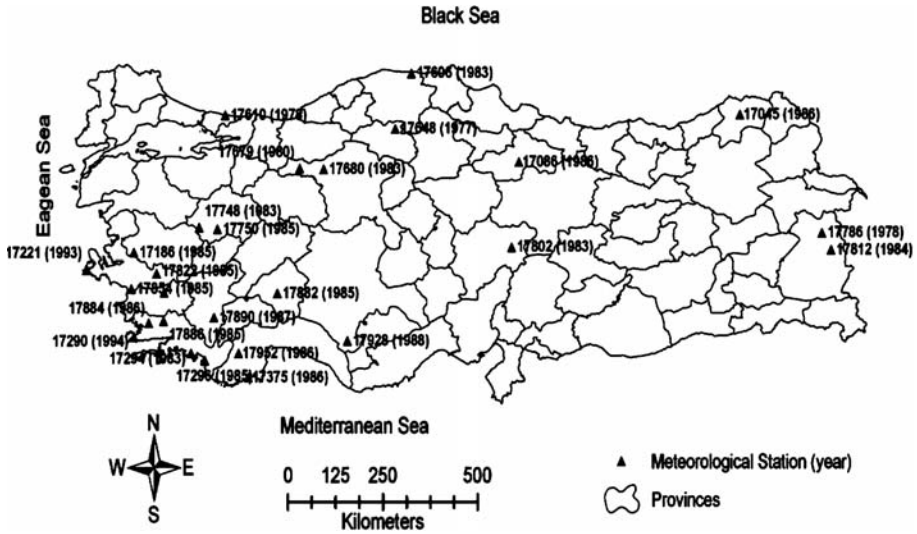 Black Sea
Eagean Sea
17606 (1983)
17610 (1978)
17045 (1986)
17648 (1977)
17679 (1980)
17086 (1986)
17680 (1983)
17748 (1983)
17750 (1985)
17786 (1978)
17221 (1993)
17186 (1985)
17802 (1983)
17812 (1984)
17822 (1985)
17854 (1985)
17882 (1985)
17884 (1986)
17890 (1987)
17886 (1985)
17290 (1994)
17928 (1988)
17952 (1986)
17296 (1985)
17375 (1986)
Mediterranean Sea
N
W
E
S
0 125 250 500
Kilometers
Meteorological Station (year)
Provinces